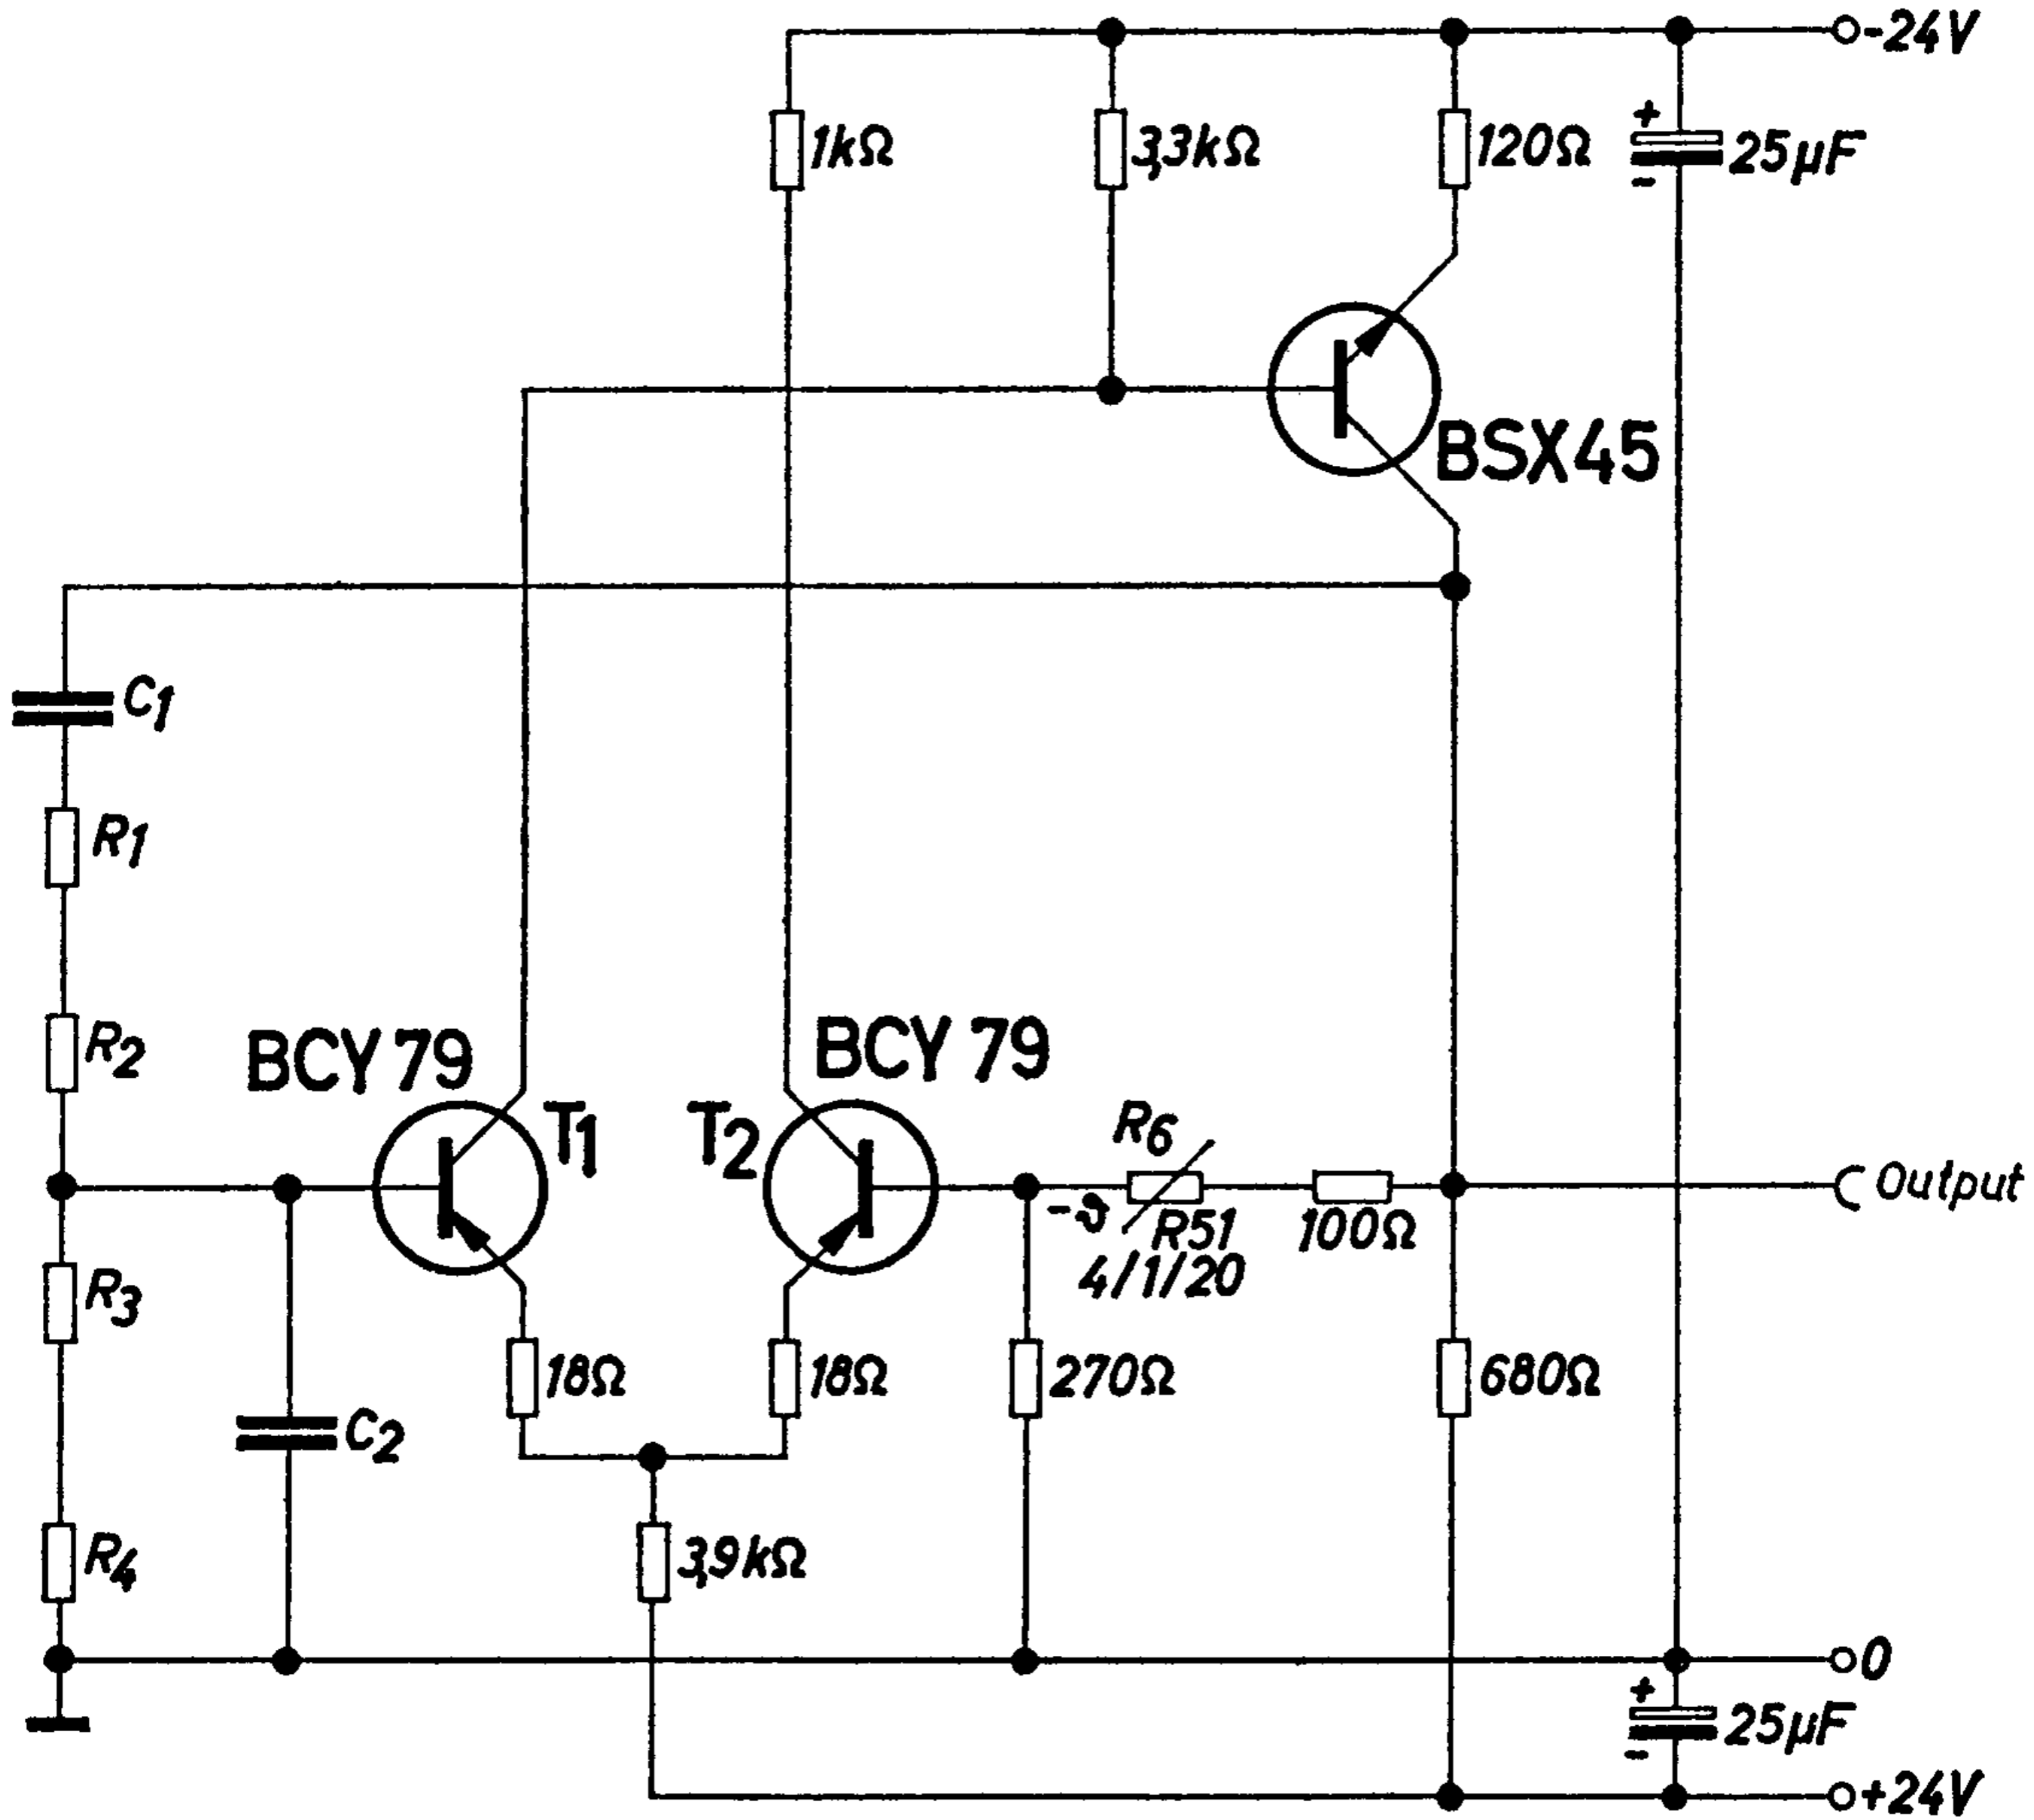 -24V
1kΩ
3,3kΩ
120Ω
+
25μF
-
BSX45
C1
R1
R2
BCY 79
BCY 79
T1
T2
R6
Output
-ϑ
R51
100Ω
4/1/20
R3
18Ω
18Ω
270Ω
680Ω
C2
R4
3,9kΩ
0
+
25μF
-
+24V